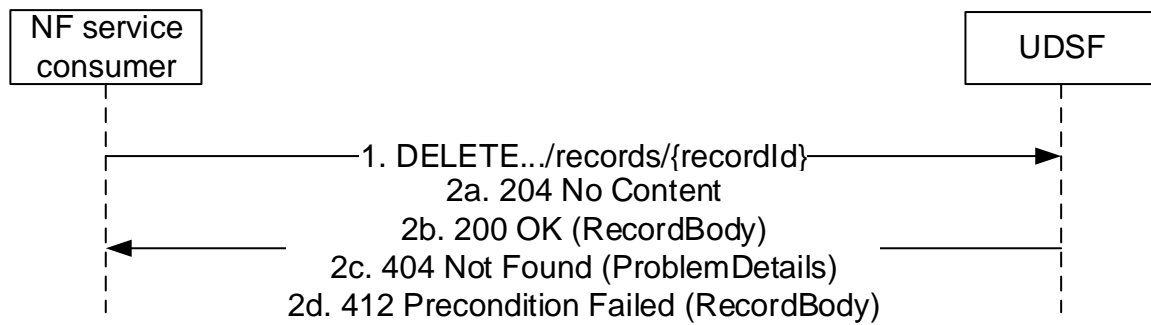 NF service
consumer
UDSF
1. DELETE.../records/{recordId}
2a. 204 No Content
2b. 200 OK (RecordBody)
2c. 404 Not Found (ProblemDetails)
2d. 412 Precondition Failed (RecordBody)